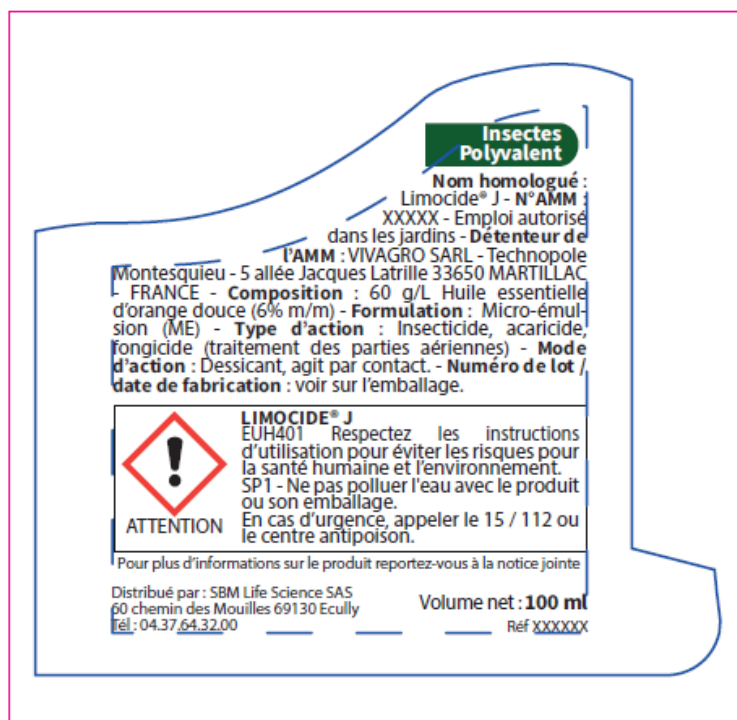 Insectes
Polyvalent
Nom homologué :
Limocide® J - N°AMM :
XXXXX - Emploi autorisé
dans les jardins - Détenteur de
l'AMM : VIVAGRO SARL - Technopole
Montesquieu - 5 allée Jacques Latrille 33650 MARTILLAC
- FRANCE - Composition : 60 g/L Huile essentielle
d'orange douce (6% m/m) - Formulation : Micro-émul-
sion (ME) - Type d'action : Insecticide, acaricide,
fongicide (traitement des parties aériennes) - Mode
d'action : Dessicant, agit par contact. - Numéro de lot /
date de fabrication : voir sur l'emballage.
LIMOCIDE® J
EUH401 Respectez les instructions
d'utilisation pour éviter les risques pour
la santé humaine et l'environnement.
SP1 - Ne pas polluer l'eau avec le produit
ou son emballage.
En cas d'urgence, appeler le 15 / 112 ou
le centre antipoison.
ATTENTION
Pour plus d'informations sur le produit reportez-vous à la notice jointe
Distribué par : SBM Life Science SAS
60 chemin des Mouilles 69130 Ecully
Tél : 04.37.64.32.00
Volume net : 100 ml
Réf XXXXXX